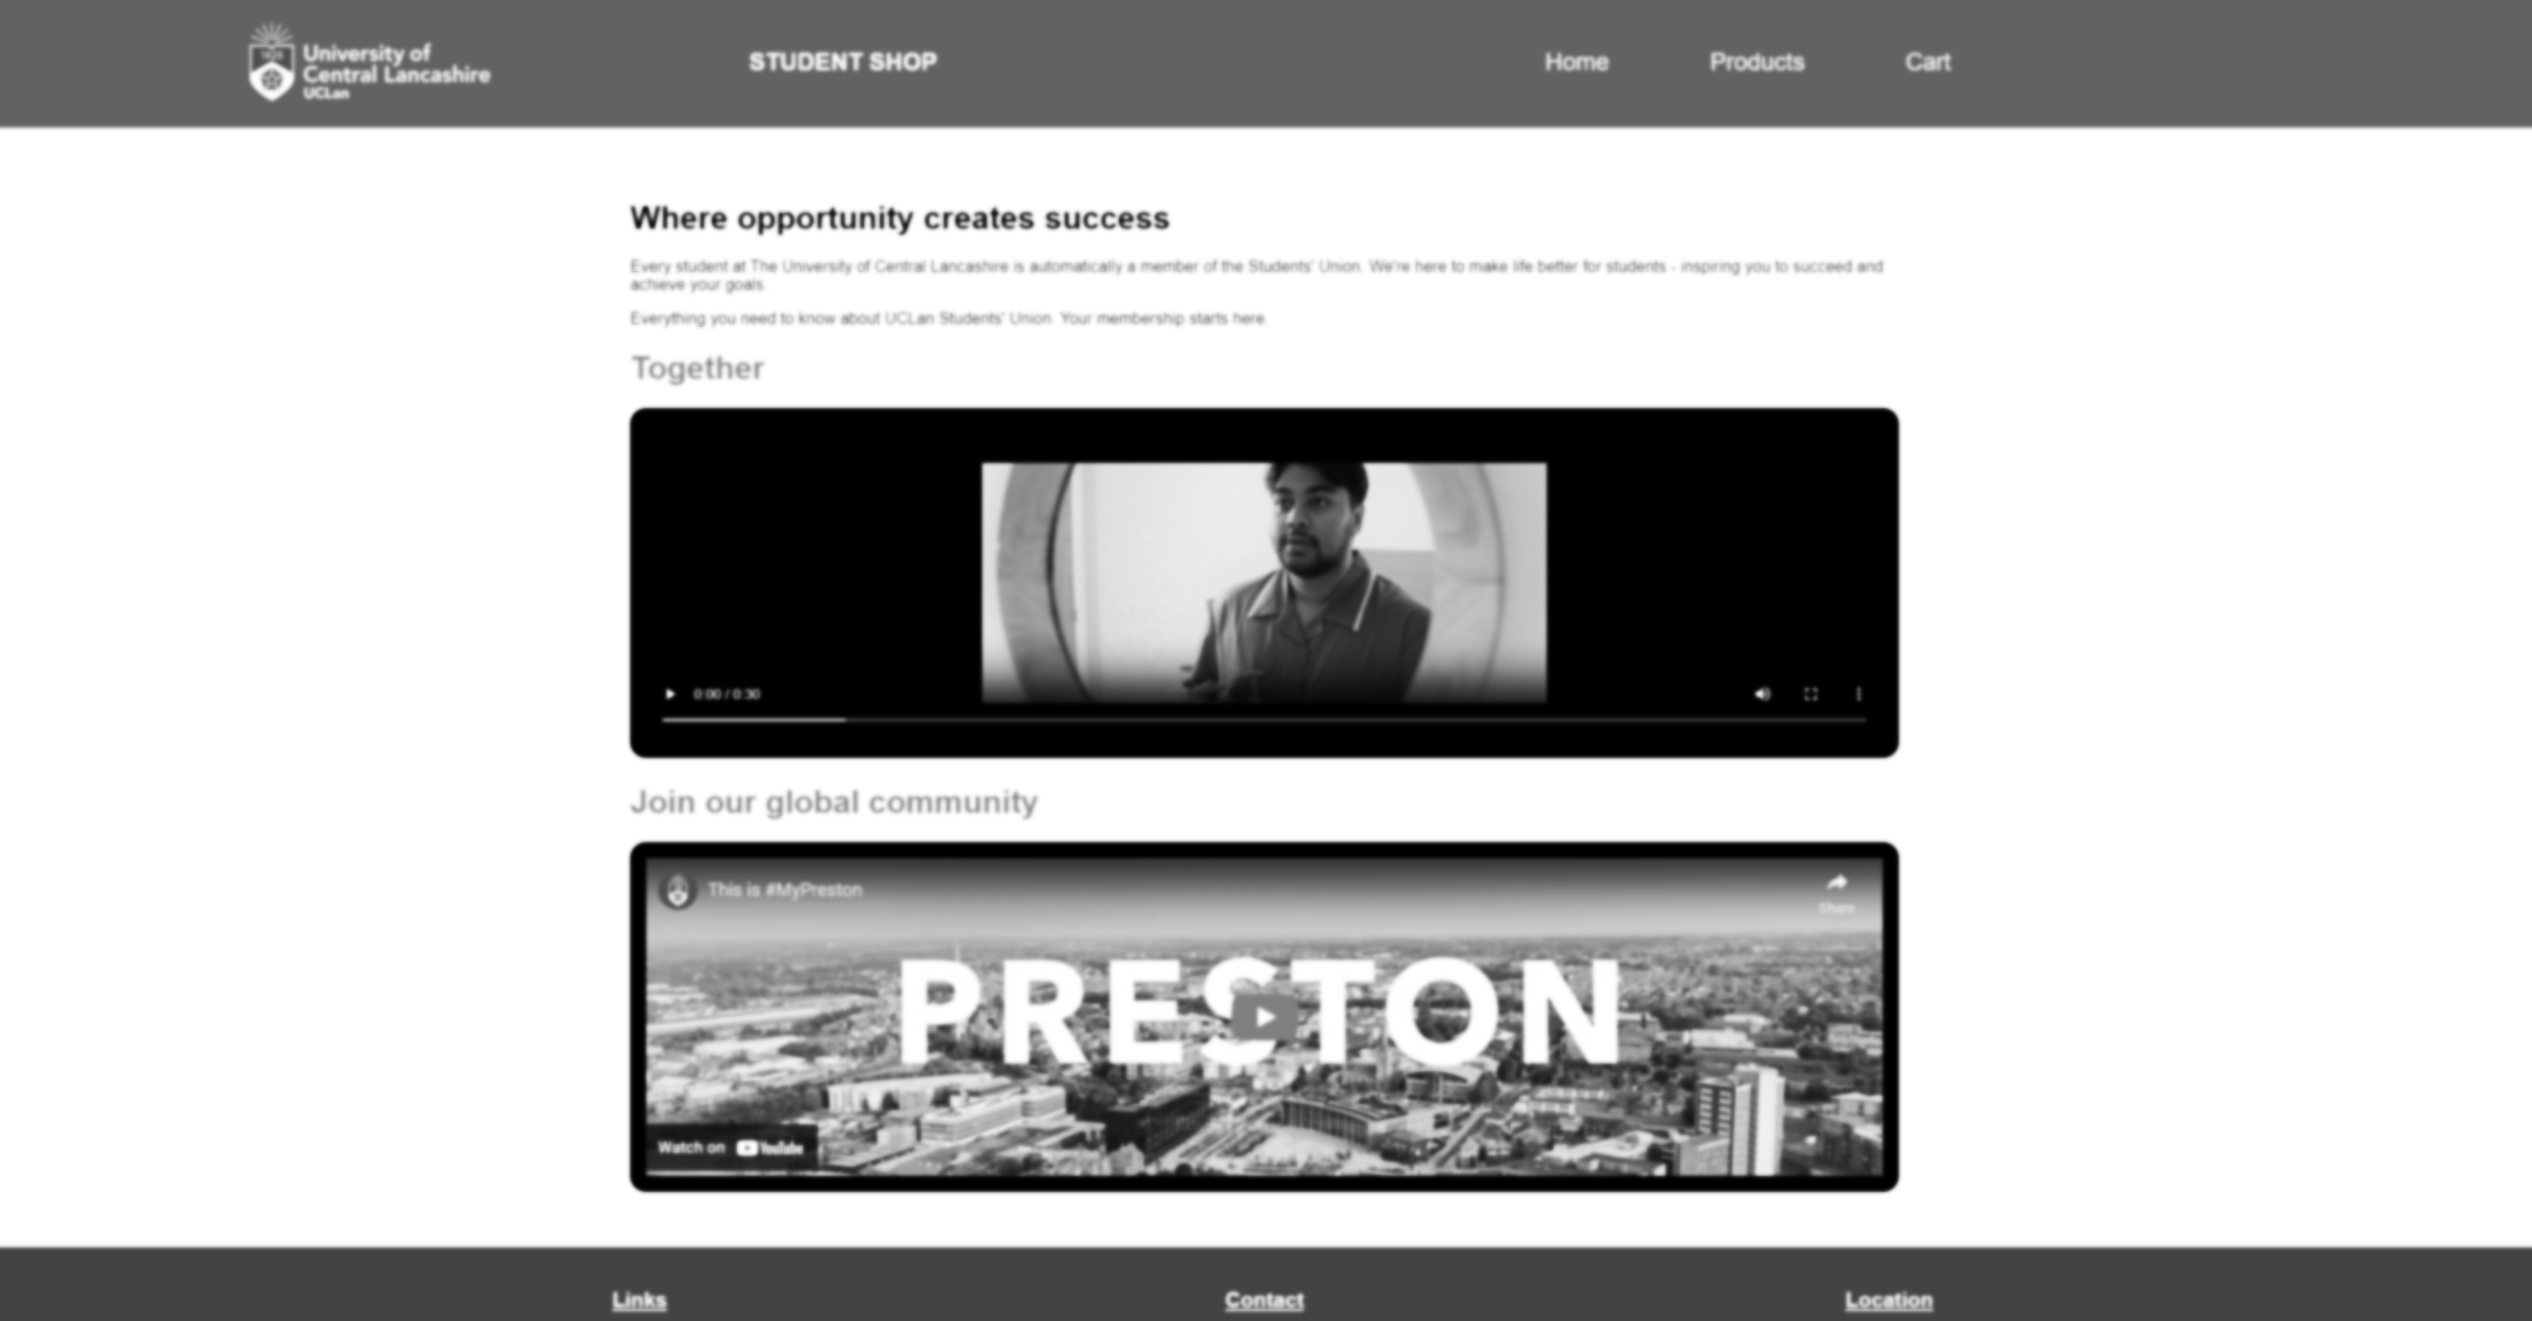 University of
Central Lancashire
UCLan
STUDENT SHOP
Home
Products
Cart
Where opportunity creates success
Every student at The University of Central Lancashire is automatically a member of the Students' Union. We're here to make life better for students - inspiring you to succeed and
achieve your goals.
Everything you need to know about UCLan Students' Union. Your membership starts here.
Together
0:00 / 0:30
Join our global community
This is #MyPreston
Share
PRESTON
Watch on YouTube
Links
Contact
Location